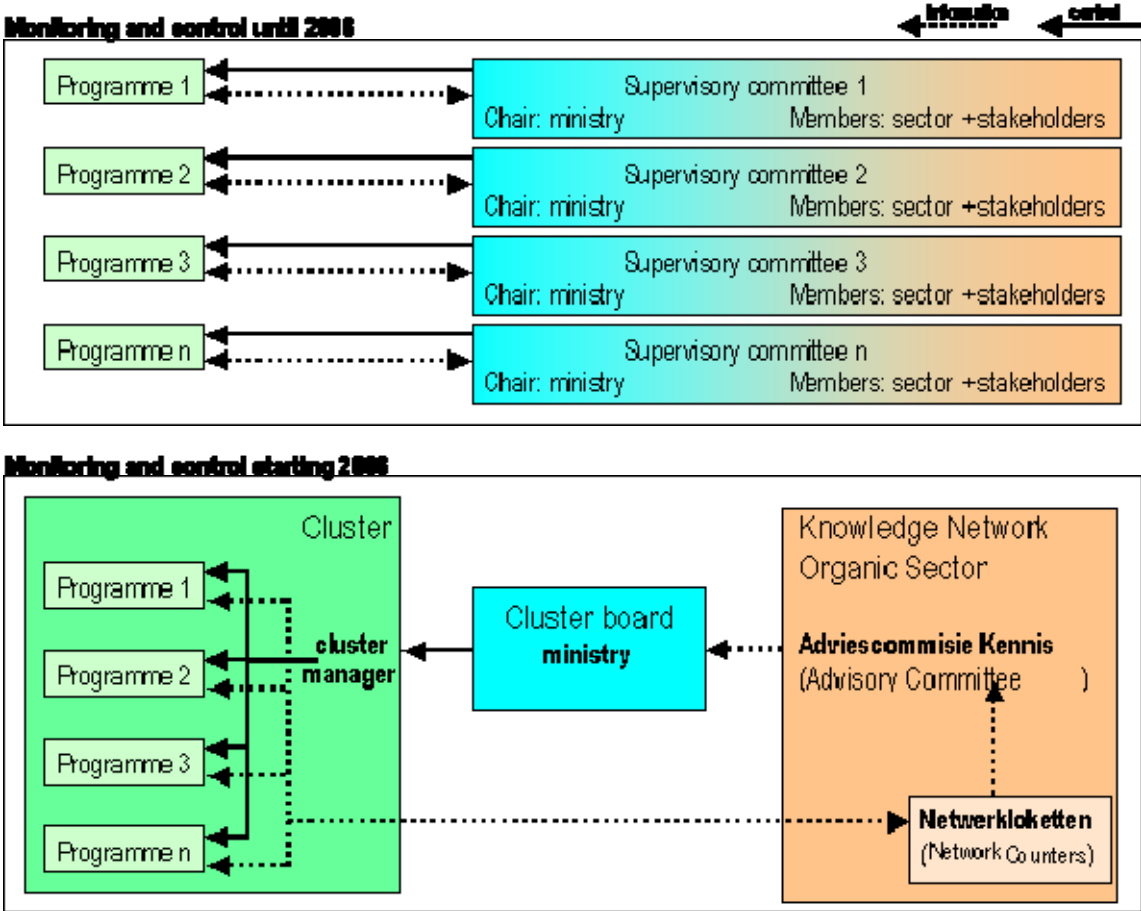 Monitoring and control until 2006
information
control
Programme 1
Supervisory committee 1
Chair: ministry
Members: sector +stakeholders
Programme 2
Supervisory committee 2
Chair: ministry
Members: sector +stakeholders
Programme 3
Supervisory committee 3
Chair: ministry
Members: sector +stakeholders
Programme n
Supervisory committee n
Chair: ministry
Members: sector +stakeholders
Monitoring and control starting 2006
Cluster
Programme 1
Programme 2
Programme 3
Programme n
cluster
manager
Cluster board
ministry
Knowledge Network
Organic Sector
Adviescommisie Kennis
(Advisory Committee )
Netwerkloketten
(Network Counters)